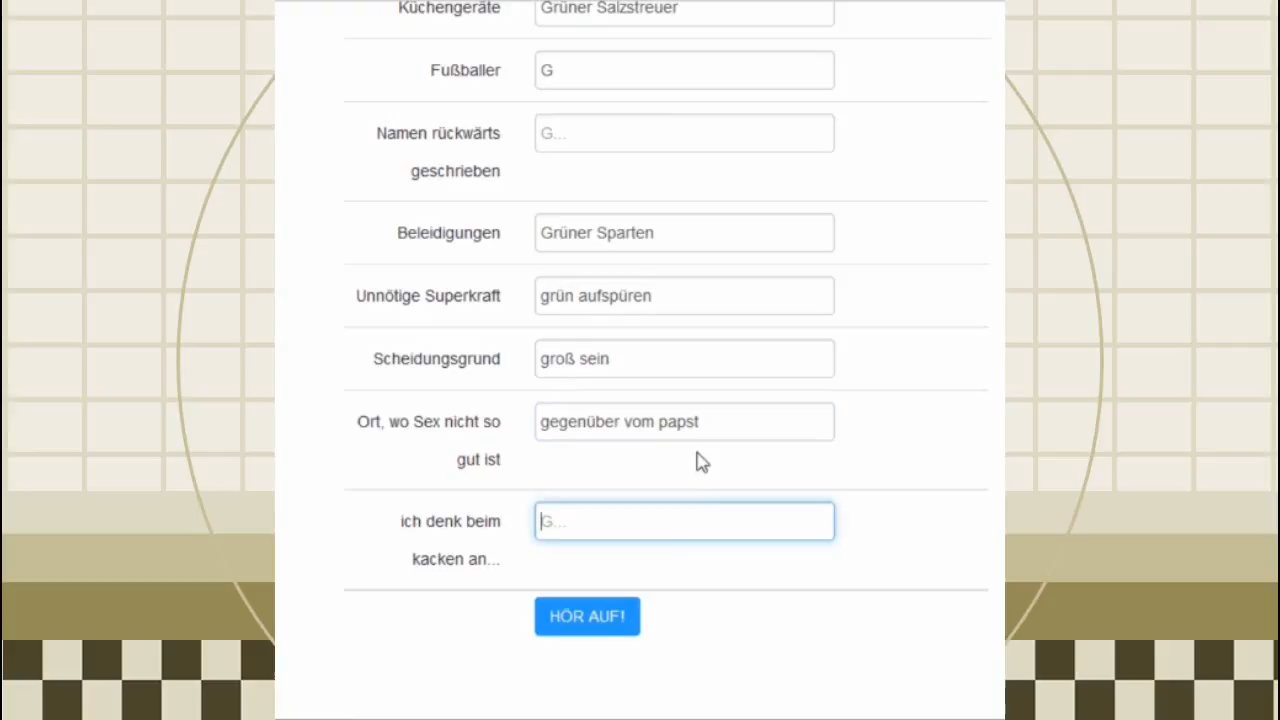 Küchengeräte Grüner Salzstreuer
Fußballer G
Namen rückwärts G...
geschrieben
Beleidigungen Grüner Sparten
Unnötige Superkraft grün aufspüren
Scheidungsgrund groß sein
Ort, wo Sex nicht so gegenüber vom papst
gut ist
ich denk beim G...
kacken an...
HÖR AUF!